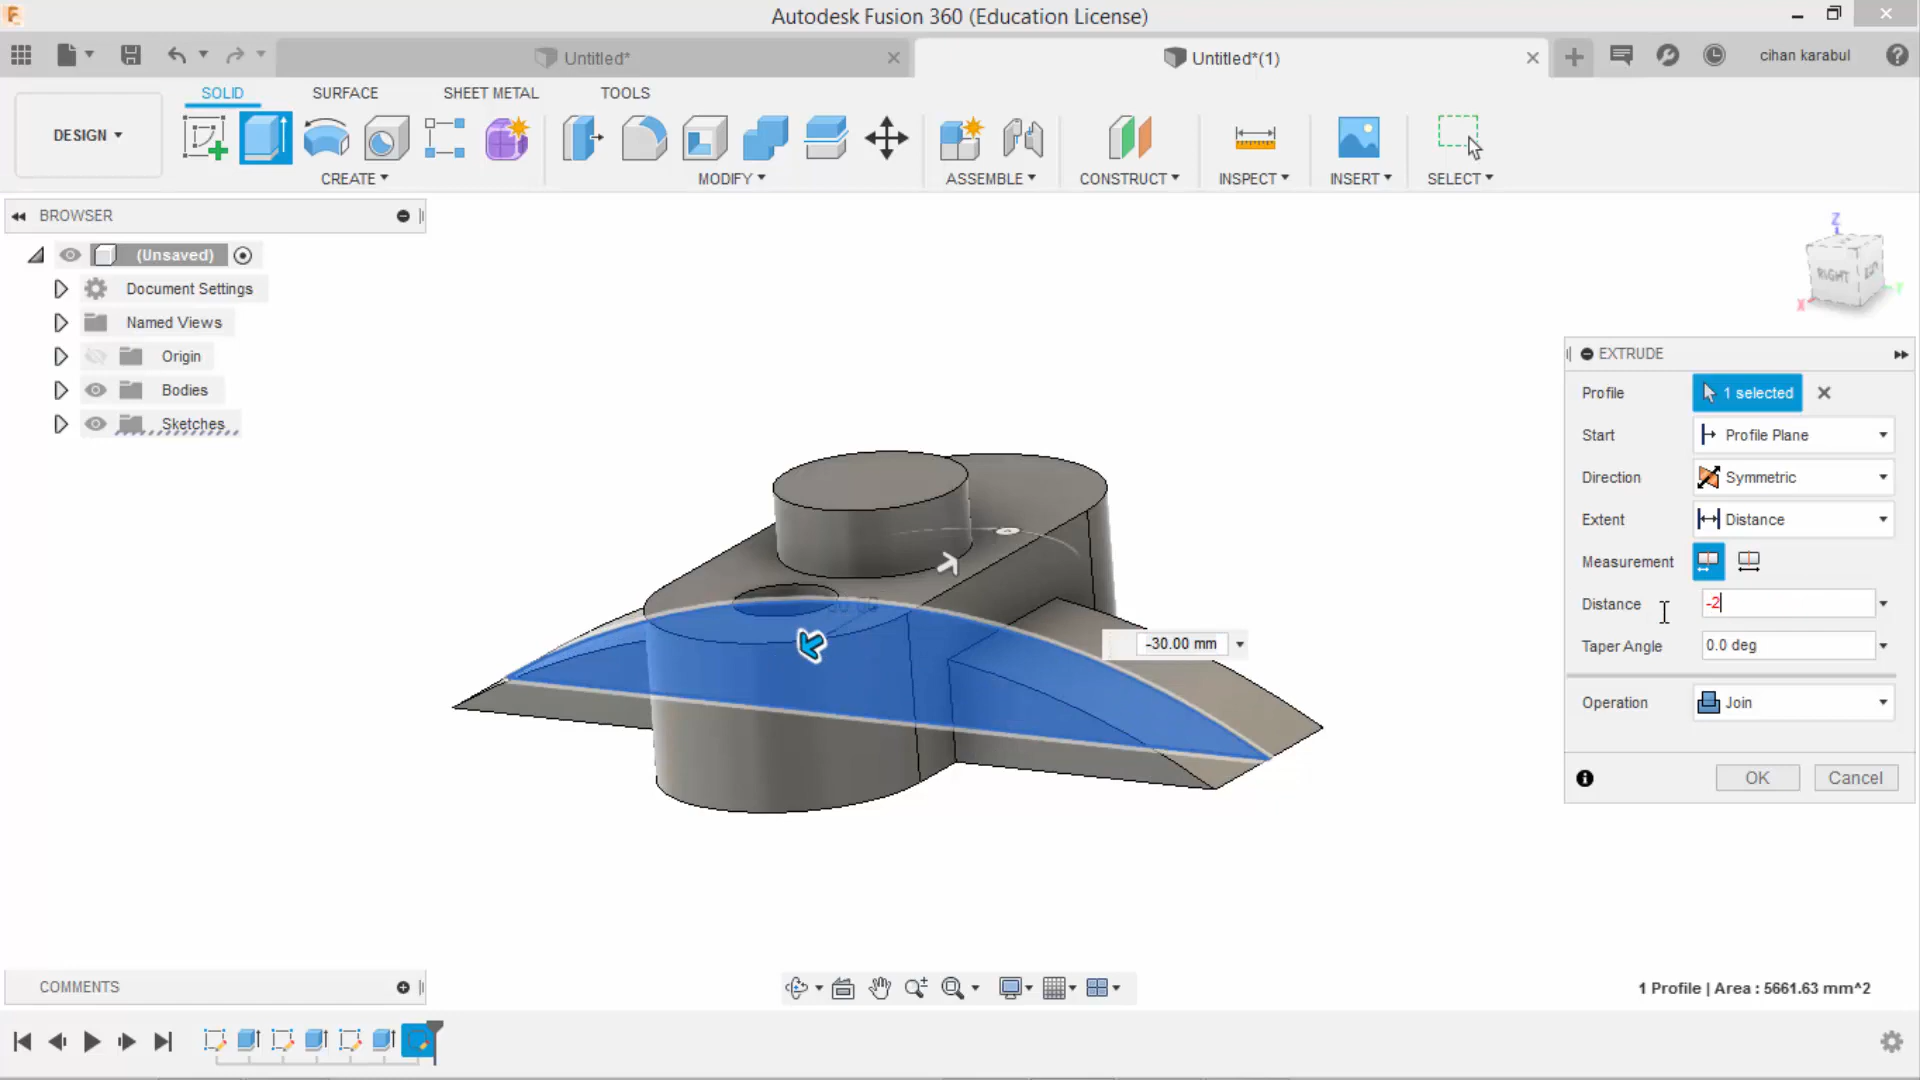 Autodesk Fusion 360 (Education License)
Untitled*
Untitled*(1)
cihan karabul
DESIGN
SOLID
SURFACE
SHEET METAL
TOOLS
CREATE
MODIFY
ASSEMBLE
CONSTRUCT
INSPECT
INSERT
SELECT
BROWSER
(Unsaved)
Document Settings
Named Views
Origin
Bodies
Sketches
Z
RIGHT
X
EXTRUDE
Profile 1 selected
Start Profile Plane
Direction Symmetric
Extent Distance
Measurement
Distance -2
Taper Angle 0.0 deg
Operation Join
OK Cancel
-30.00 mm
COMMENTS
1 Profile | Area : 5661.63 mm^2